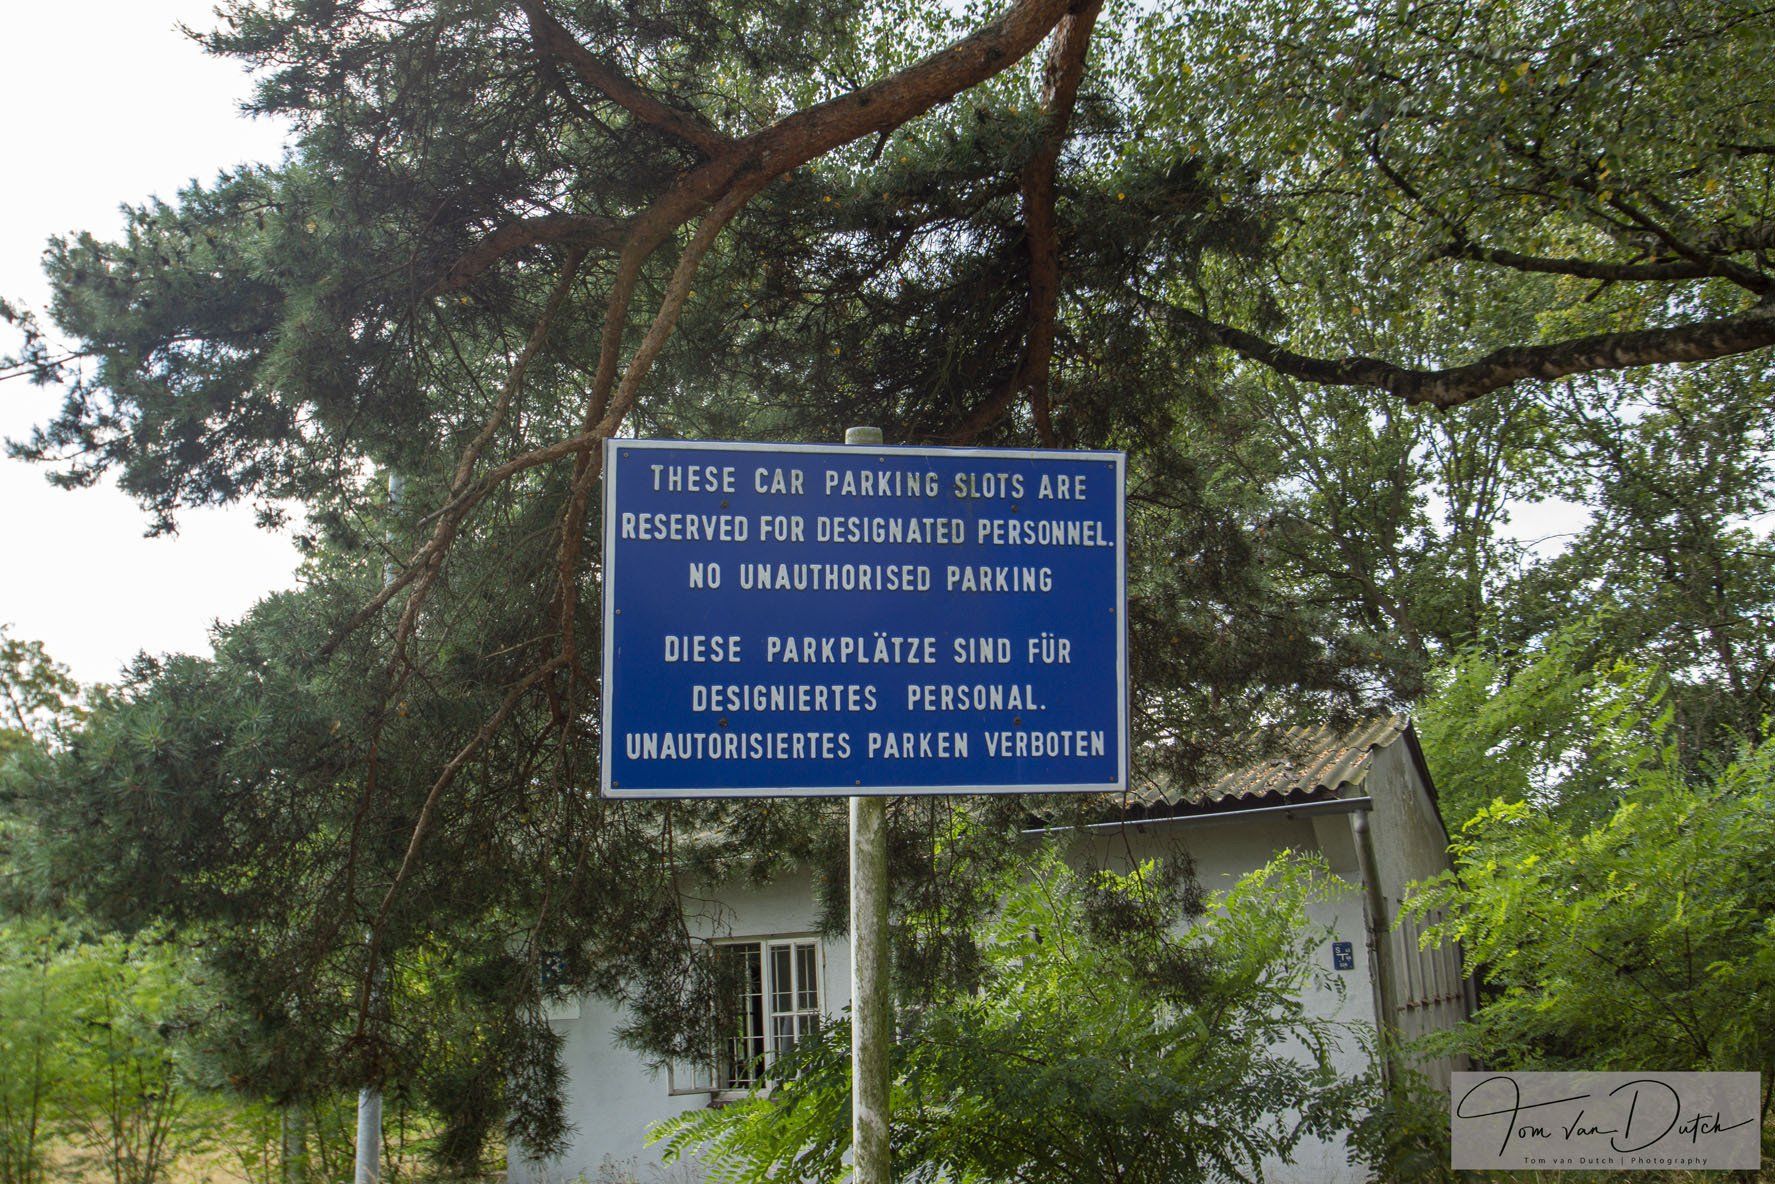 THESE CAR PARKING SLOTS ARE
RESERVED FOR DESIGNATED PERSONNEL.
NO UNAUTHORISED PARKING
DIESE PARKPLÄTZE SIND FÜR
DESIGNIERTES PERSONAL.
UNAUTORISIERTES PARKEN VERBOTEN
Tom van Dutch
Tom van Dutch | Photography